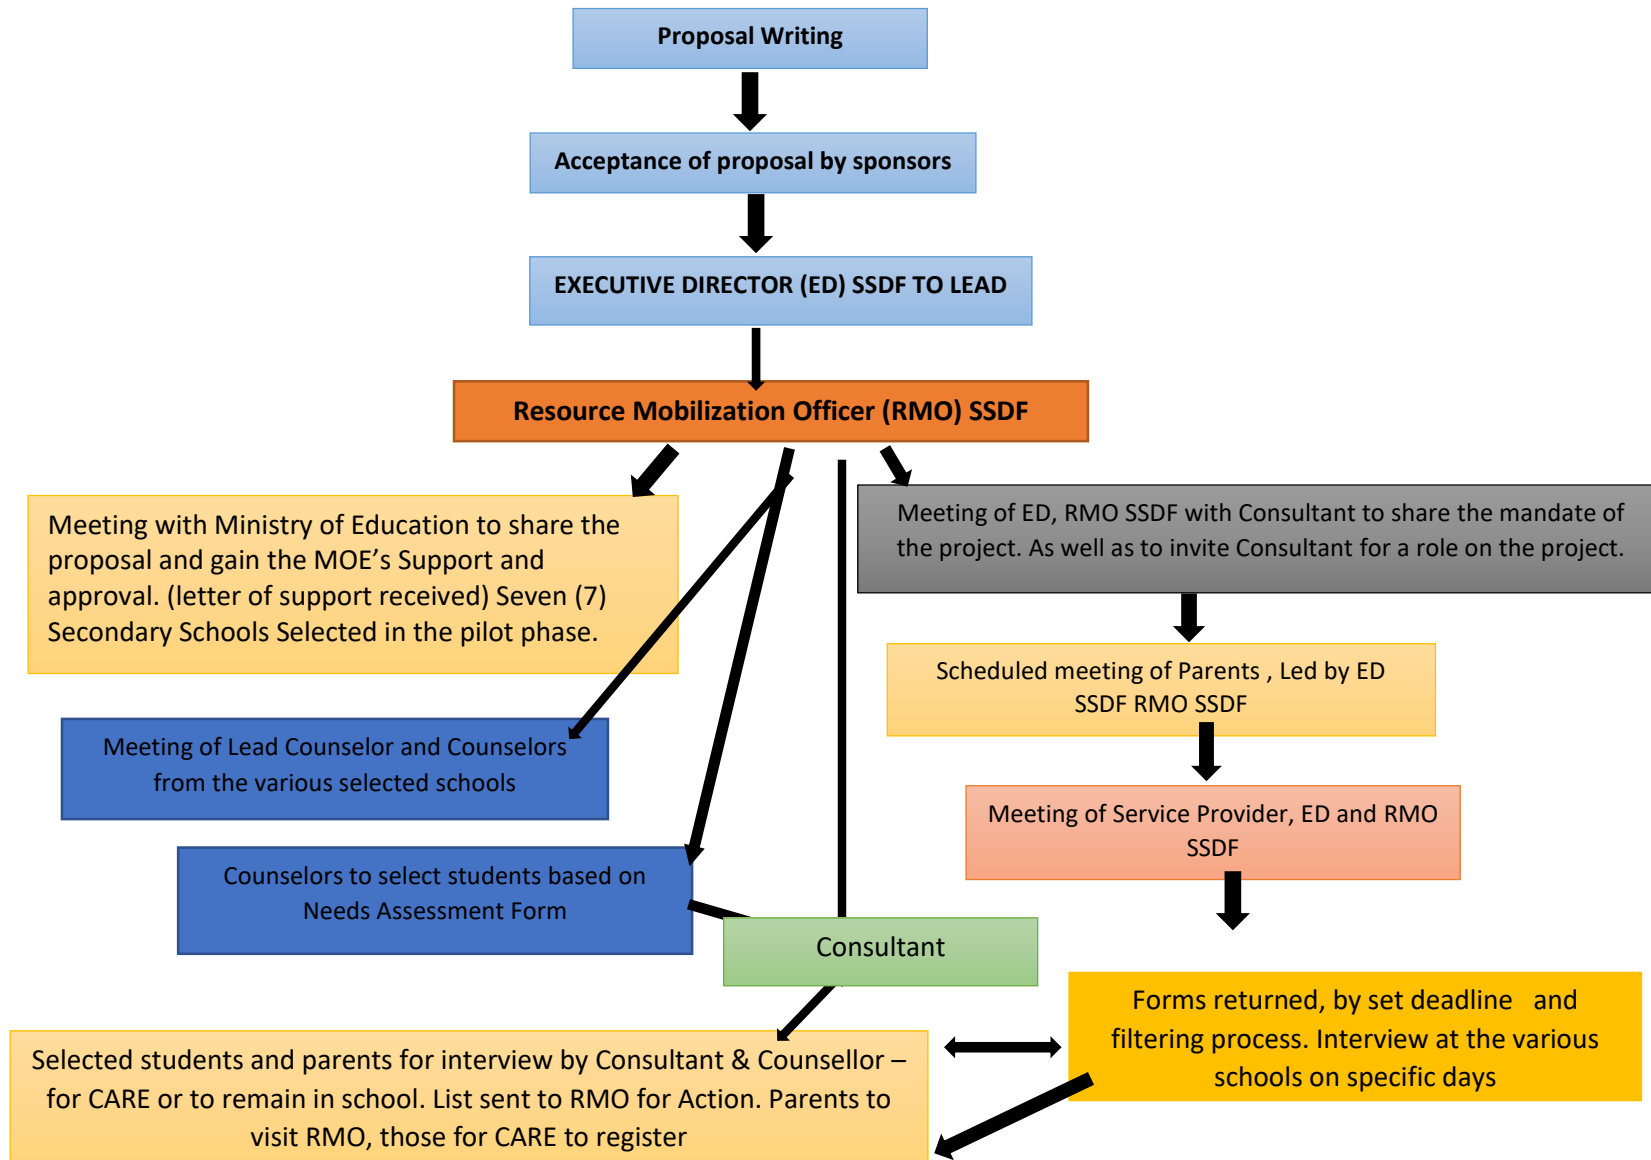 Proposal Writing
Acceptance of proposal by sponsors
EXECUTIVE DIRECTOR (ED) SSDF TO LEAD
Resource Mobilization Officer (RMO) SSDF
Meeting with Ministry of Education to share the
proposal and gain the MOE’s Support and
approval. (letter of support received) Seven (7)
Secondary Schools Selected in the pilot phase.
Meeting of ED, RMO SSDF with Consultant to share the mandate of
the project. As well as to invite Consultant for a role on the project.
Scheduled meeting of Parents , Led by ED
SSDF RMO SSDF
Meeting of Lead Counselor and Counselors
from the various selected schools
Meeting of Service Provider, ED and RMO
SSDF
Counselors to select students based on
Needs Assessment Form
Consultant
Forms returned, by set deadline   and
filtering process. Interview at the various
schools on specific days
Selected students and parents for interview by Consultant & Counsellor –
for CARE or to remain in school. List sent to RMO for Action. Parents to
visit RMO, those for CARE to register